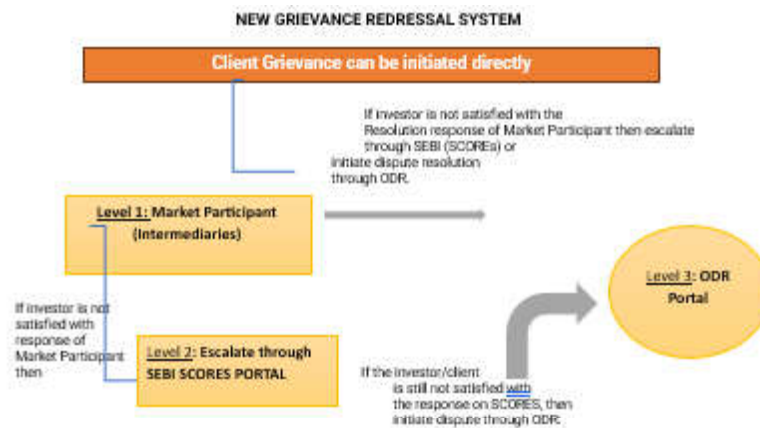 NEW GRIEVANCE REDRESSAL SYSTEM
Client Grievance can be initiated directly
If investor is not satisfied with the
Resolution response of Market Participant then escalate
through SEBI (SCOREs) or
initiate dispute resolution
through ODR.
Level 1: Market Participant
(Intermediaries)
Level 3: ODR
Portal
If investor is not
satisfied with
response of
Market Participant
then
Level 2: Escalate through
SEBI SCORES PORTAL
If the investor/client
is still not satisfied with
the response on SCORES, then
initiate dispute through ODR.